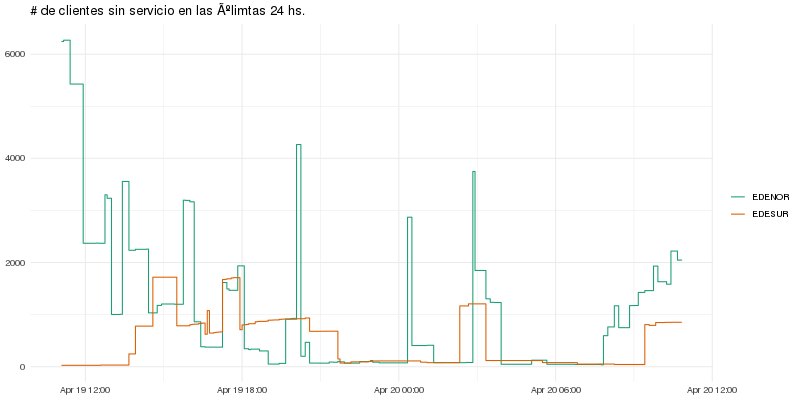 # de clientes sin servicio en las Ãºlimtas 24 hs.
6000
4000
2000
0
Apr 19 12:00
Apr 19 18:00
Apr 20 00:00
Apr 20 06:00
Apr 20 12:00
EDENOR
EDESUR